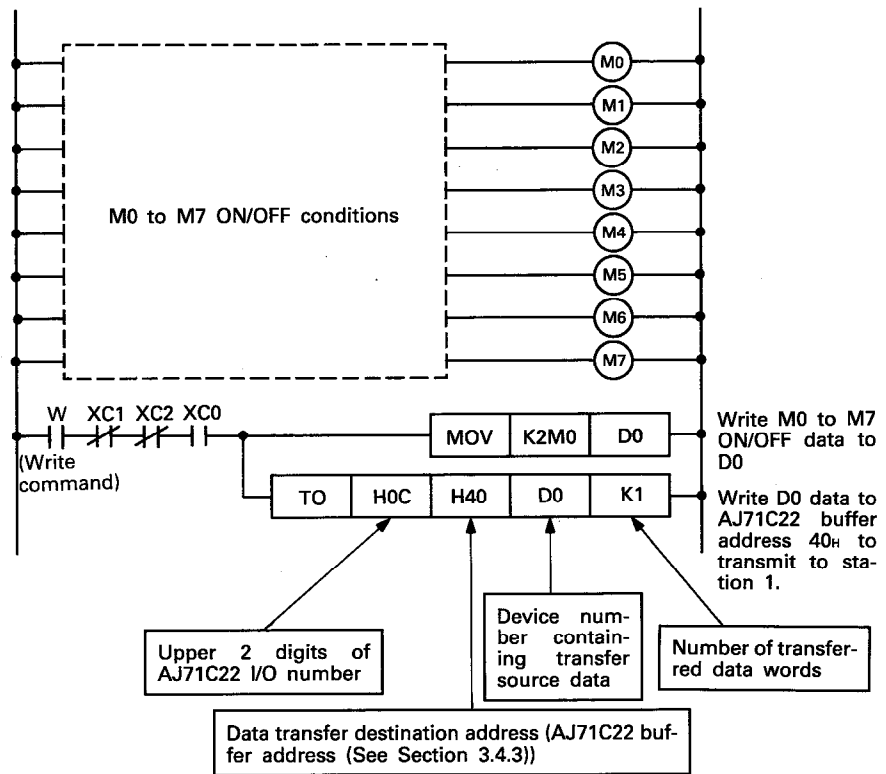 M0
M1
M2
M0 to M7 ON/OFF conditions
M3
M4
M5
M6
M7
W XC1 XC2 XC0
(Write
command)
MOV K2M0 D0
Write M0 to M7
ON/OFF data to
D0
TO H0C H40 D0 K1
Write D0 data to
AJ71C22 buffer
address 40H to
transmit to sta-
tion 1.
Upper 2 digits of
AJ71C22 I/O number
Device num-
ber contain-
ing transfer
source data
Number of transfer-
red data words
Data transfer destination address (AJ71C22 buf-
fer address (See Section 3.4.3))